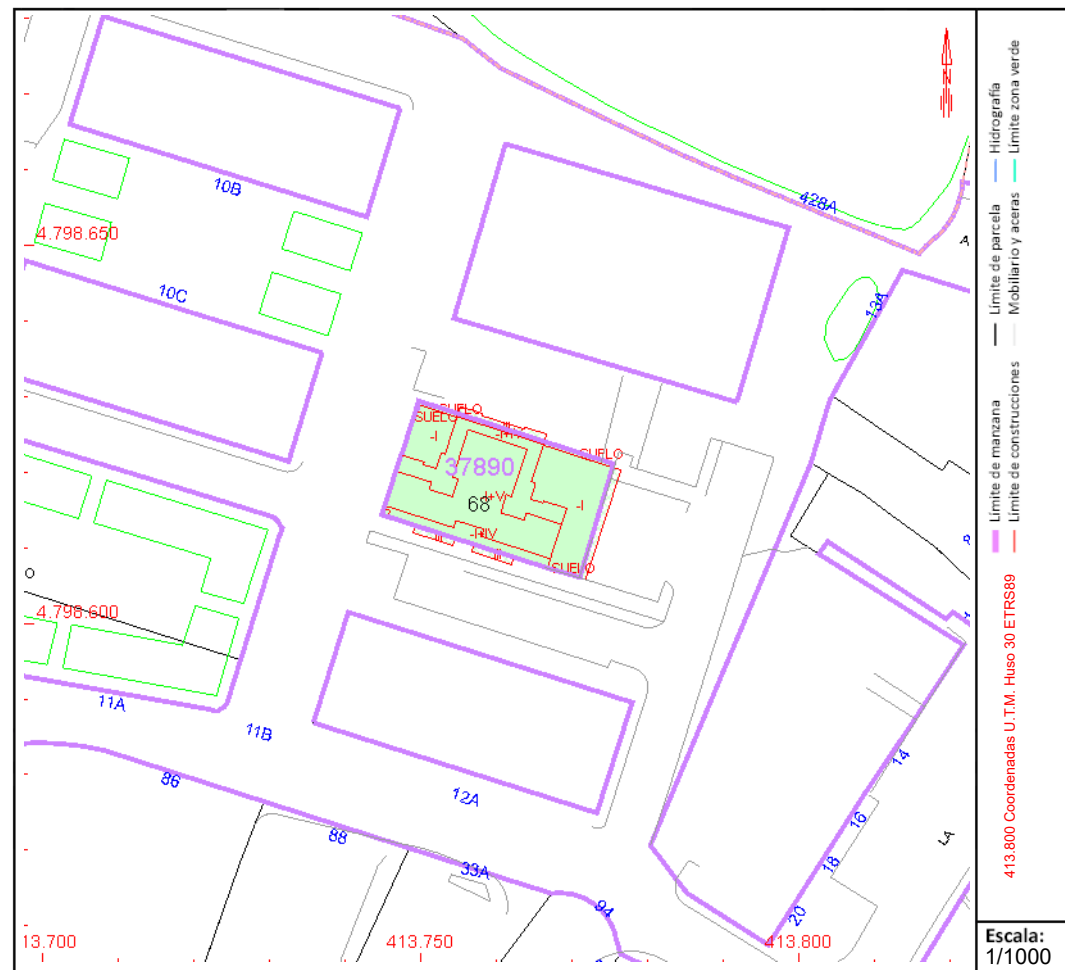 10B
428A
4.798.650
10C
13A
SUELO
SUELO
SUELO
-I
37890
I+V
68
-I
SUELO
4.798.600
11A
11B
86
12A
88
33A
94
14
16
18
20
LA
13.700
413.750
413.800
N
Hidrografía
Límite zona verde
Límite de parcela
Mobiliario y aceras
Límite de manzana
Límite de construcciones
413.800 Coordenadas U.T.M. Huso 30 ETRS89
Escala:
1/1000